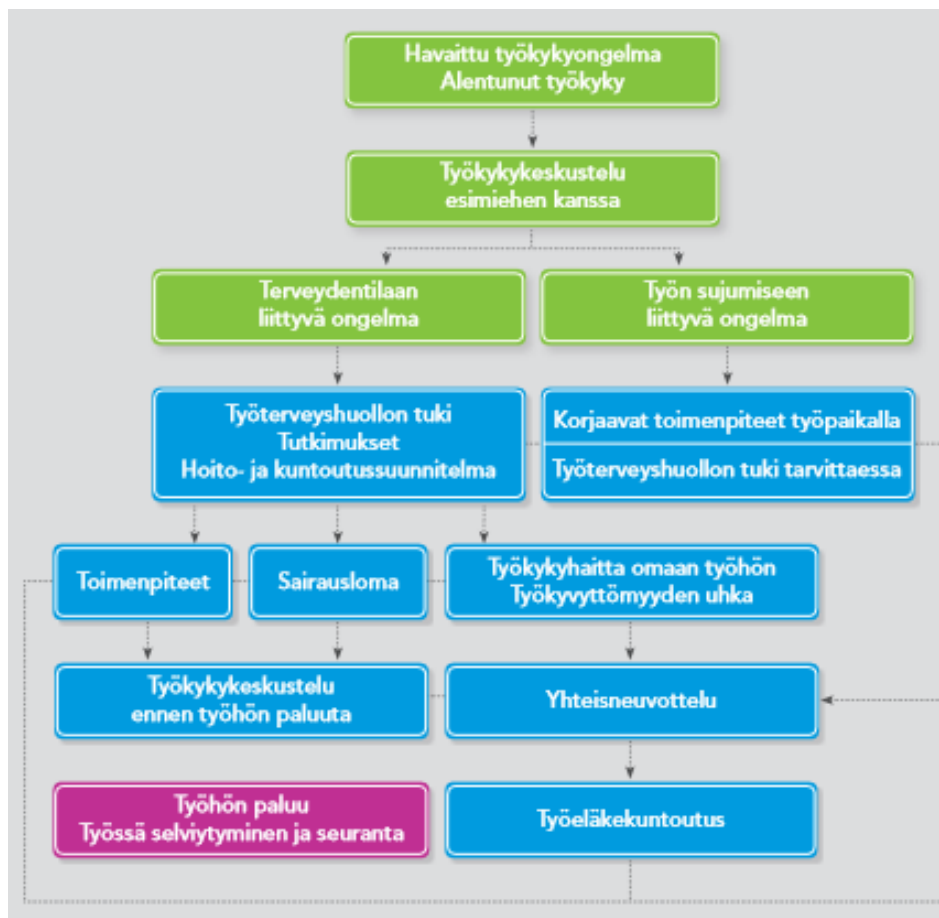 Havaittu työkykyongelma
Alentunut työkyky
Työkykykeskustelu
esimiehen kanssa
Terveydentilaan
liittyvä ongelma
Työn sujumiseen
liittyvä ongelma
Työterveyshuollon tuki
Tutkimukset
Hoito- ja kuntoutussuunnitelma
Korjaavat toimenpiteet työpaikalla
Työterveyshuollon tuki tarvittaessa
Toimenpiteet
Sairausloma
Työkykyhaitta omaan työhön
Työkyvyttömyyden uhka
Työkykykeskustelu
ennen työhön paluuta
Yhteisneuvottelu
Työhön paluu
Työssä selviytyminen ja seuranta
Työeläkekuntoutus